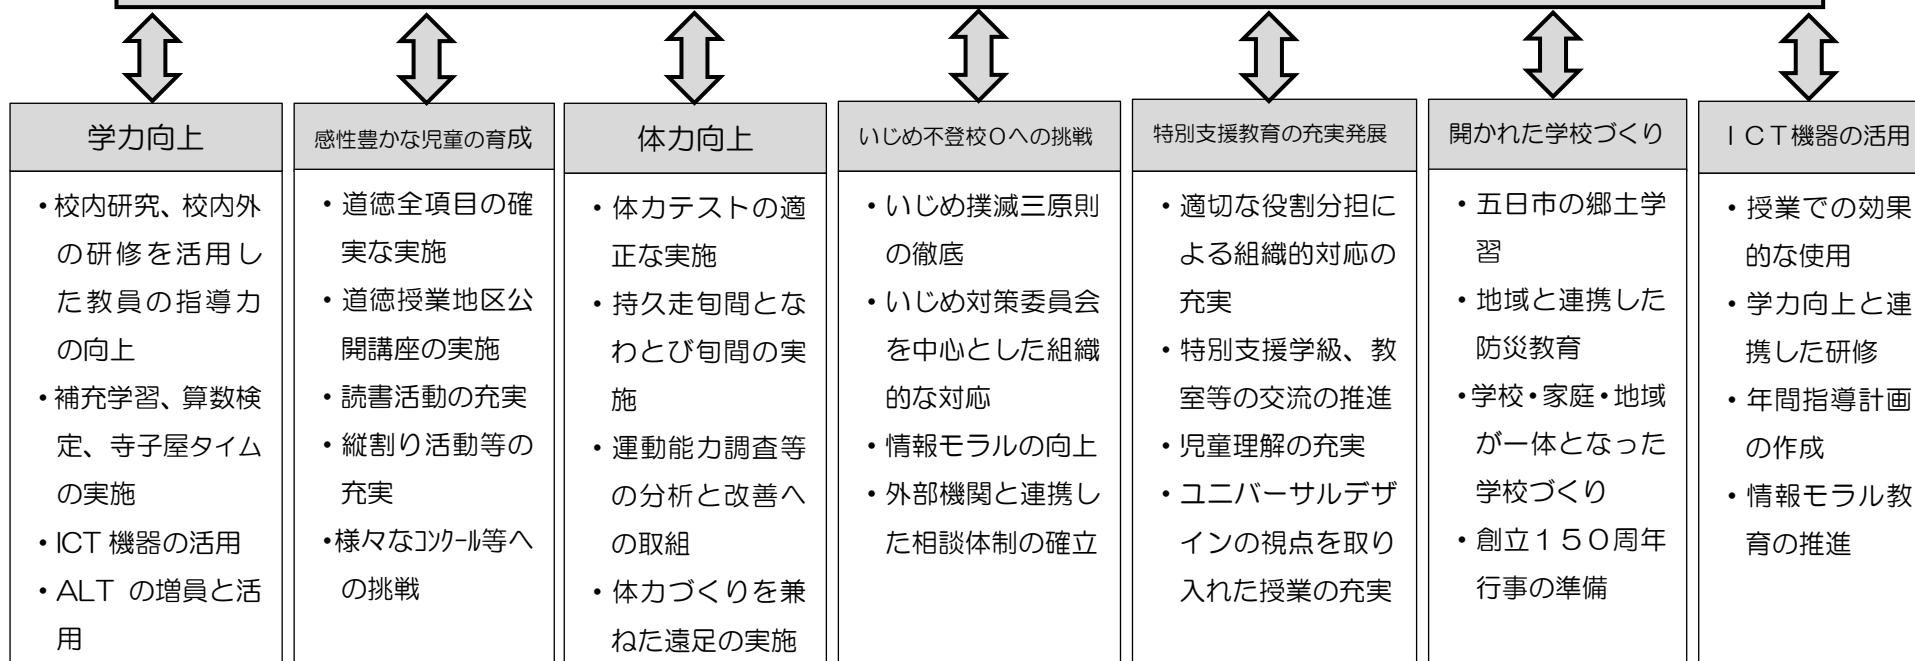 学力向上
・校内研究、校内外
の研修を活用し
た教員の指導力
の向上
・補充学習、算数検
定、寺子屋タイム
の実施
・ICT 機器の活用
・ALT の増員と活
用
感性豊かな児童の育成
・道徳全項目の確
実な実施
・道徳授業地区公
開講座の実施
・読書活動の充実
・縦割り活動等の
充実
・様々なｺﾝｸｰﾙ等へ
の挑戦
体力向上
・体力テストの適
正な実施
・持久走旬間とな
わとび旬間の実
施
・運動能力調査等
の分析と改善へ
の取組
・体力づくりを兼
ねた遠足の実施
いじめ不登校０への挑戦
・いじめ撲滅三原則
の徹底
・いじめ対策委員会
を中心とした組織
的な対応
・情報モラルの向上
・外部機関と連携し
た相談体制の確立
特別支援教育の充実発展
・適切な役割分担に
よる組織的対応の
充実
・特別支援学級、教
室等の交流の推進
・児童理解の充実
・ユニバーサルデザ
インの視点を取り
入れた授業の充実
開かれた学校づくり
・五日市の郷土学
習
・地域と連携した
防災教育
・学校・家庭・地域
が一体となった
学校づくり
・創立１５０周年
行事の準備
ＩＣＴ機器の活用
・授業での効果
的な使用
・学力向上と連
携した研修
・年間指導計画
の作成
・情報モラル教
育の推進